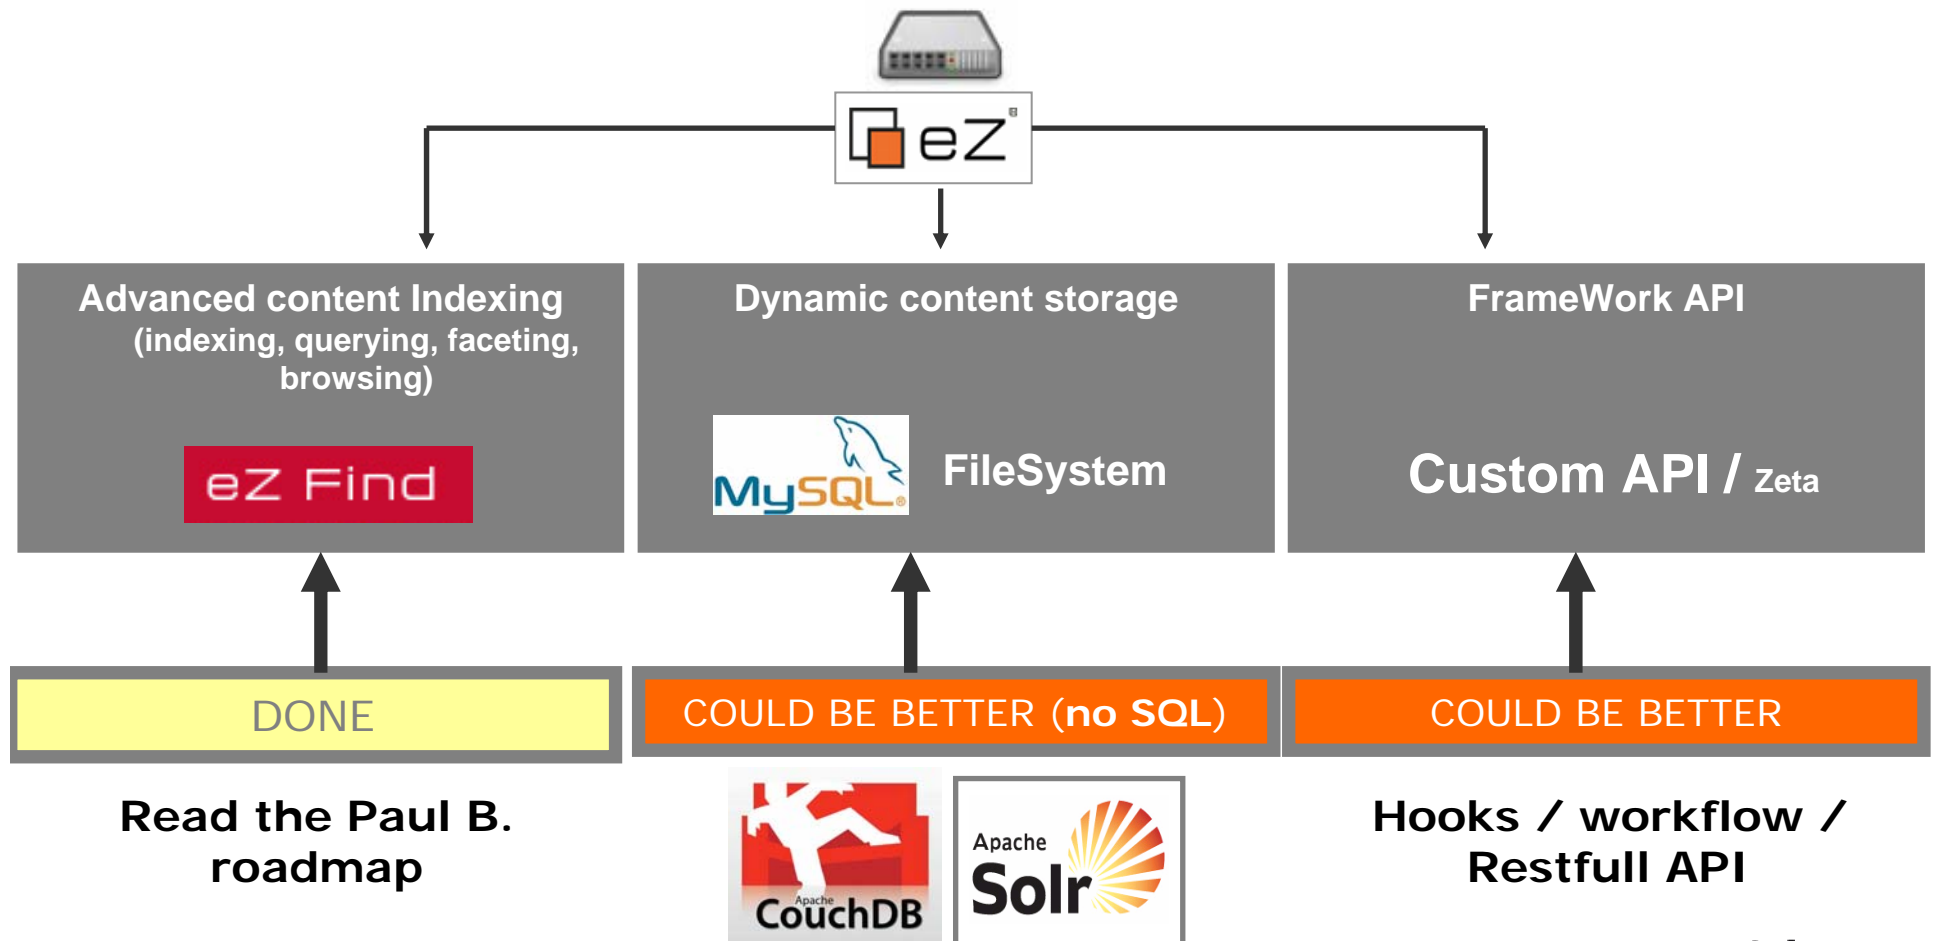 eZ®
Advanced content Indexing
(indexing, querying, faceting,
browsing)
eZ Find
Dynamic content storage
MySQL®
FileSystem
FrameWork API
Custom API / Zeta
DONE
COULD BE BETTER (no SQL)
COULD BE BETTER
Read the Paul B.
roadmap
Apache
CouchDB
Apache
Solr
Hooks / workflow /
Restfull API